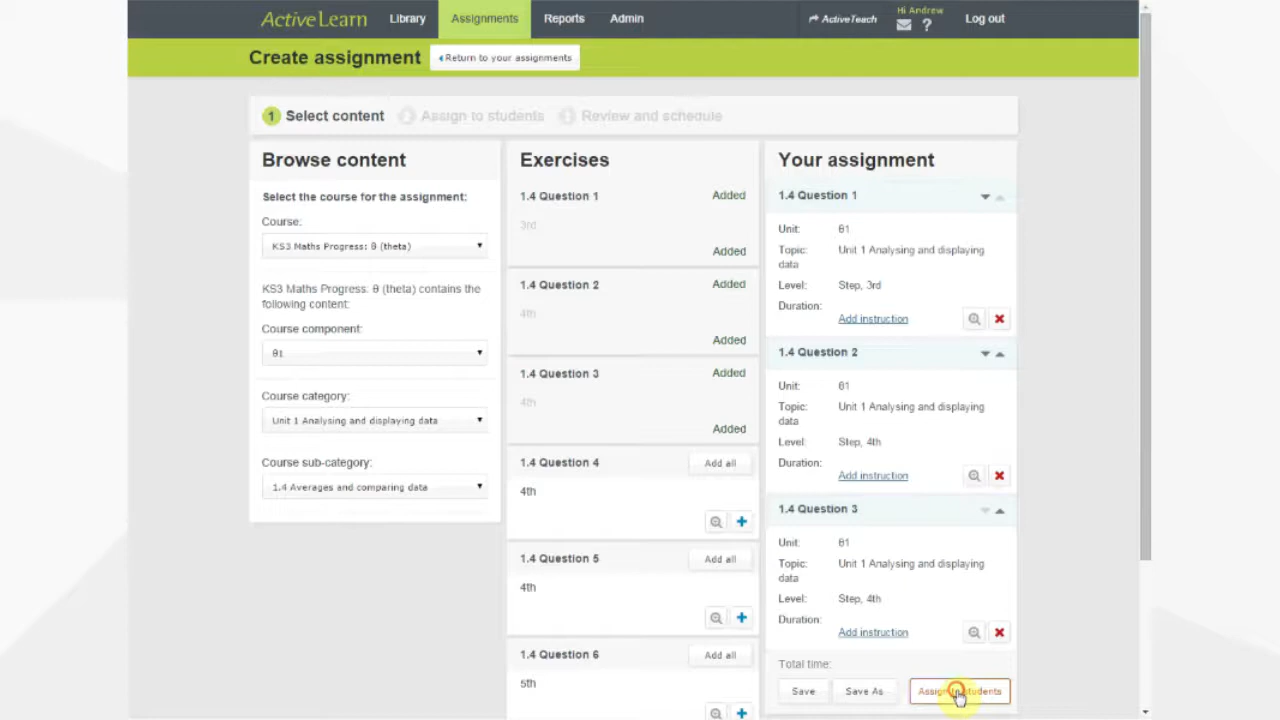 ActiveLearn Library Assignments Reports Admin ActiveTeach Hi Andrew ? Log out
Create assignment Return to your assignments
1 Select content 2 Assign to students 3 Review and schedule
Browse content
Select the course for the assignment:
Course:
KS3 Maths Progress: θ (theta)
KS3 Maths Progress: θ (theta) contains the
following content:
Course component:
θ1
Course category:
Unit 1 Analysing and displaying data
Course sub-category:
1.4 Averages and comparing data
Exercises
1.4 Question 1 Added
3rd
Added
1.4 Question 2 Added
4th
Added
1.4 Question 3 Added
4th
Added
1.4 Question 4 Add all
4th
1.4 Question 5 Add all
4th
1.4 Question 6 Add all
5th
Your assignment
1.4 Question 1
Unit: θ1
Topic: Unit 1 Analysing and displaying
data
Level: Step, 3rd
Duration:
Add instruction
1.4 Question 2
Unit: θ1
Topic: Unit 1 Analysing and displaying
data
Level: Step, 4th
Duration:
Add instruction
1.4 Question 3
Unit: θ1
Topic: Unit 1 Analysing and displaying
data
Level: Step, 4th
Duration:
Add instruction
Total time:
Save Save As Assign to students